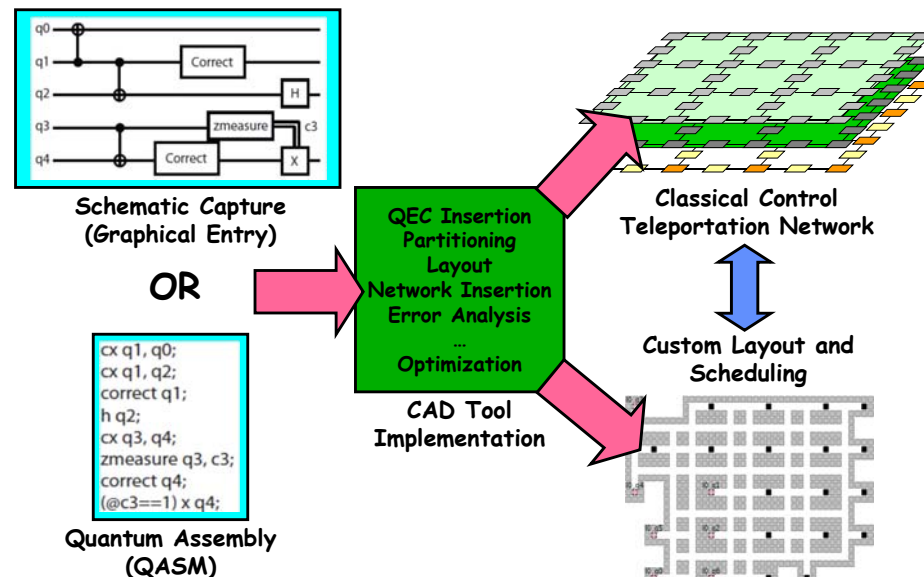 q0
q1
Correct
q2
H
q3
zmeasure
c3
q4
Correct
X
Schematic Capture
(Graphical Entry)
OR
cx q1, q0;
cx q1, q2;
correct q1;
h q2;
cx q3, q4;
zmeasure q3, c3;
correct q4;
(@c3==1) x q4;
Quantum Assembly
(QASM)
QEC Insertion
Partitioning
Layout
Network Insertion
Error Analysis
...
Optimization
CAD Tool
Implementation
Classical Control
Teleportation Network
Custom Layout and
Scheduling